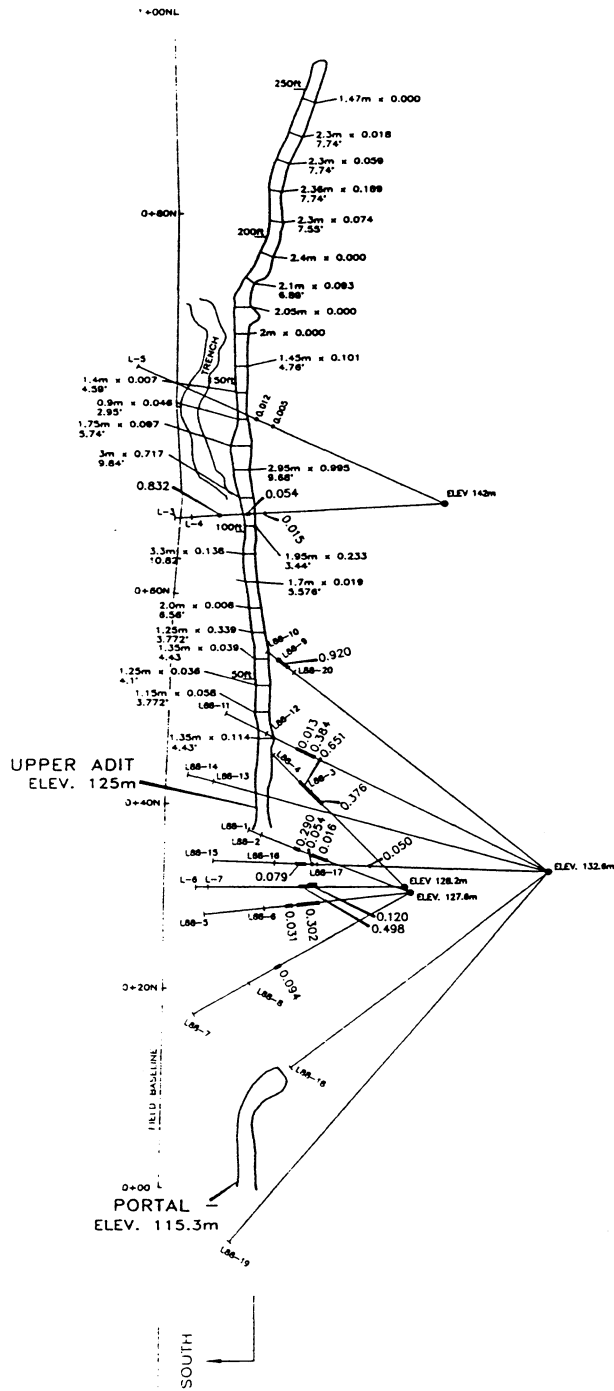 1+00NL
250ft
1.47m x 0.000
2.3m x 0.018
7.74'
2.3m x 0.059
7.74'
2.36m x 0.189
7.74'
0+80N
2.3m x 0.074
7.55'
200ft
2.4m x 0.000
2.1m x 0.093
6.88'
2.05m x 0.000
2m x 0.000
TRENCH
L-5
1.45m x 0.101
4.76'
1.4m x 0.007
4.59'
50ft
0.9m x 0.046
2.95'
0.012
0.003
1.75m x 0.097
5.74'
3m x 0.717
9.84'
2.95m x 0.995
9.68'
0.832
0.054
ELEV 142m
L-3
L-4
100ft
0.015
3.3m x 0.136
10.82'
1.95m x 0.233
3.44'
1.7m x 0.019
5.576'
0+60N
2.0m x 0.008
6.56'
1.25m x 0.339
3.772'
L88-10
L88-9
1.35m x 0.039
4.43
0.920
L88-20
1.25m x 0.036
4.1'
50ft
1.15m x 0.058
3.772'
L88-11
L88-12
1.35m x 0.114
4.43'
0.013
0.384
0.651
UPPER ADIT
ELEV. 125m
L88-14
L88-13
L88-4
L88-3
0.376
0+40N
L88-1
L88-2
0.290
0.054
0.016
0.050
L88-15
L88-16
L88-17
ELEV. 132.6m
0.079
L-6
L-7
ELEV 128.2m
ELEV. 127.6m
L88-5
L88-6
0.031
0.302
0.120
0.498
0.094
0+20N
L88-8
L88-7
L88-18
FIELD BASELINE
0+00
PORTAL
ELEV. 115.3m
L88-19
SOUTH